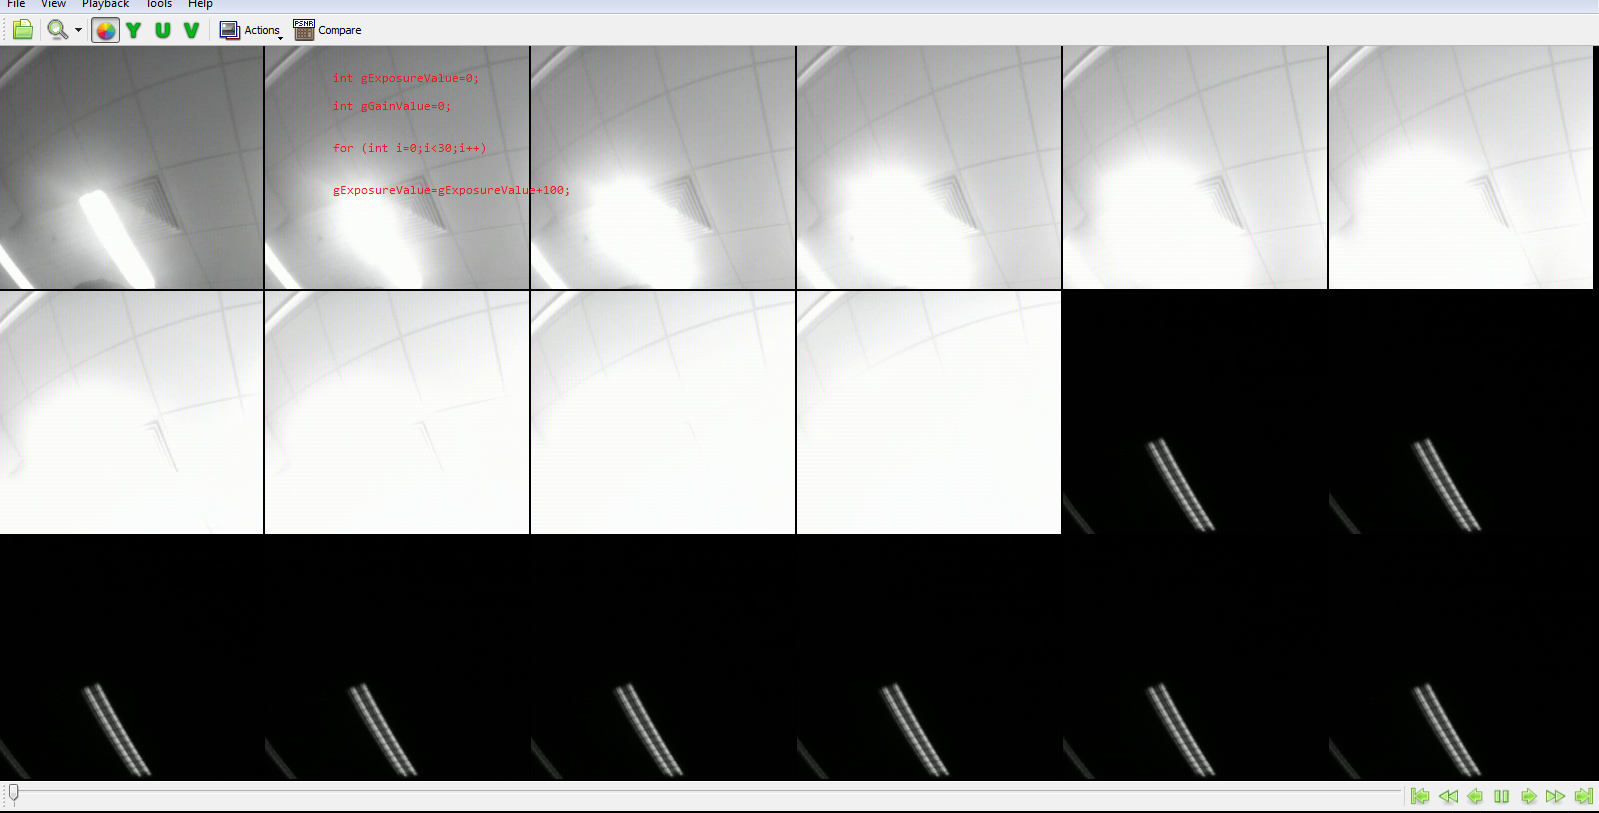 File View Playback Tools Help
Y U V Actions PSNR Compare
int gExposureValue=0;
int gGainValue=0;
for (int i=0;i<30;i++)
gExposureValue=gExposureValue+100;